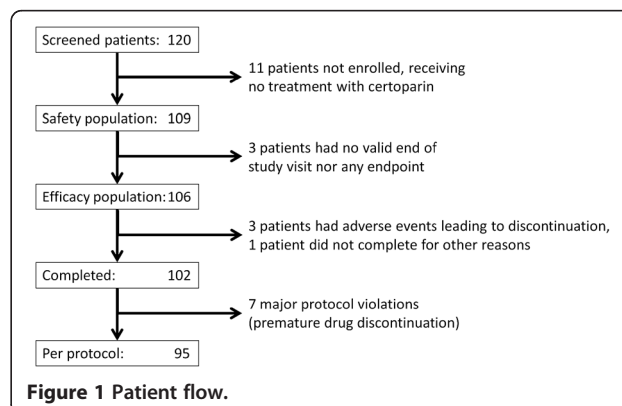 Screened patients: 120
11 patients not enrolled, receiving
no treatment with certoparin
Safety population: 109
3 patients had no valid end of
study visit nor any endpoint
Efficacy population: 106
3 patients had adverse events leading to discontinuation,
1 patient did not complete for other reasons
Completed: 102
7 major protocol violations
(premature drug discontinuation)
Per protocol: 95
Figure 1 Patient flow.